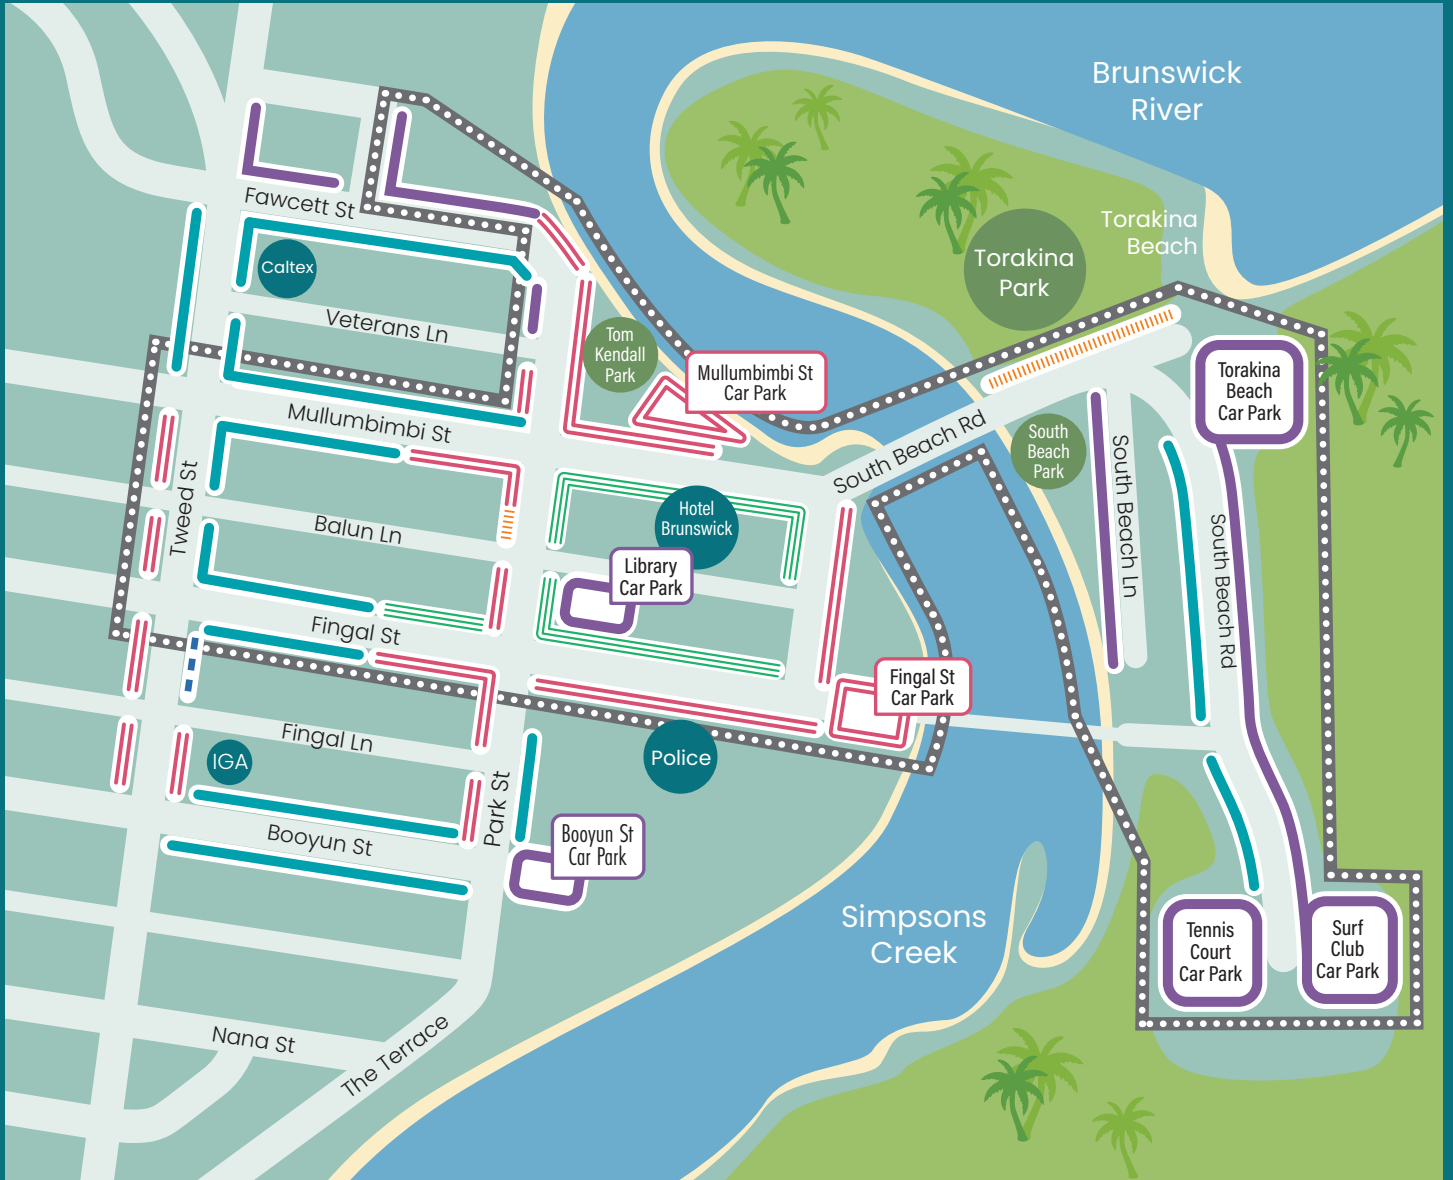 Brunswick
River
Fawcett St
Torakina
Beach
Caltex
Torakina
Park
Veterans Ln
Tom
Kendall
Park
Mullumbimbi St
Car Park
Torakina
Beach
Car Park
Mullumbimbi St
South Beach Rd
South
Beach
Park
South Beach Ln
Tweed St
Balun Ln
Hotel
Brunswick
South Beach Rd
Library
Car Park
Fingal St
Fingal St
Car Park
Fingal Ln
IGA
Police
Park St
Booyun St
Booyun St
Car Park
Simpsons
Creek
Tennis
Court
Car Park
Surf
Club
Car Park
Nana St
The Terrace